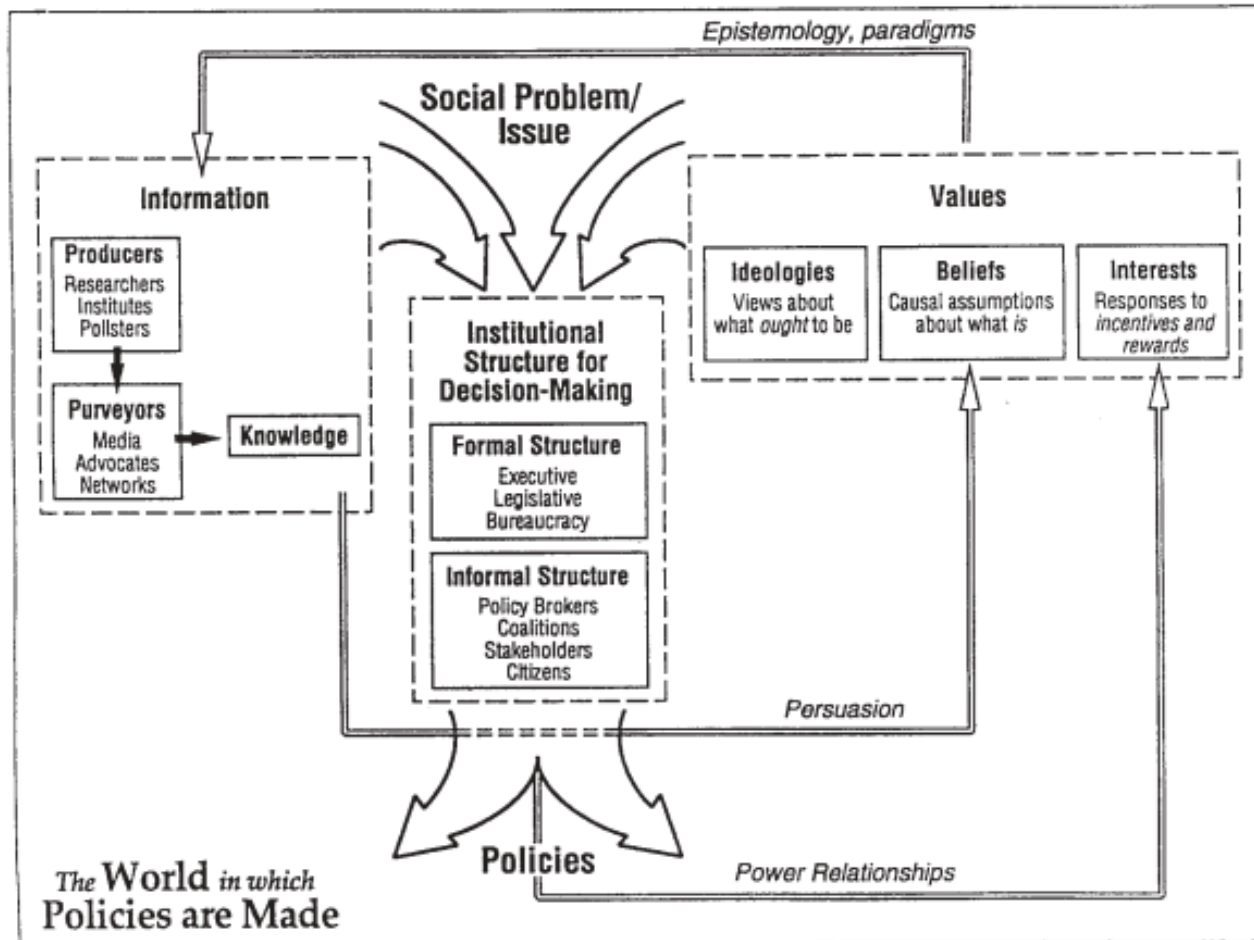 Epistemology, paradigms
Social Problem/
Issue
Information
Producers
Researchers
Institutes
Pollsters
Purveyors
Media
Advocates
Networks
Knowledge
Institutional
Structure for
Decision-Making
Formal Structure
Executive
Legislative
Bureaucracy
Informal Structure
Policy Brokers
Coalitions
Stakeholders
Citizens
Values
Ideologies
Views about
what ought to be
Beliefs
Causal assumptions
about what is
Interests
Responses to
incentives and
rewards
Persuasion
Policies
Power Relationships
The World in which
Policies are Made